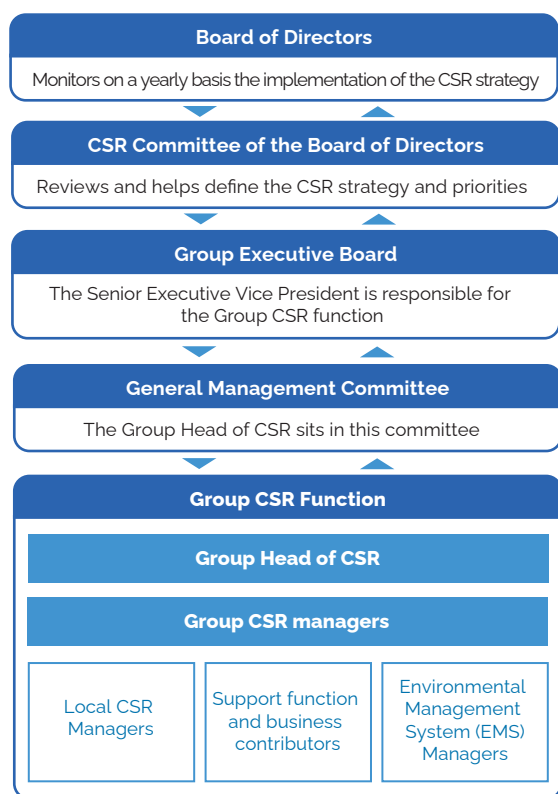 Board of Directors
Monitors on a yearly basis the implementation of the CSR strategy
CSR Committee of the Board of Directors
Reviews and helps define the CSR strategy and priorities
Group Executive Board
The Senior Executive Vice President is responsible for
the Group CSR function
General Management Committee
The Group Head of CSR sits in this committee
Group CSR Function
Group Head of CSR
Group CSR managers
Local CSR
Managers
Support function
and business
contributors
Environmental
Management
System (EMS)
Managers